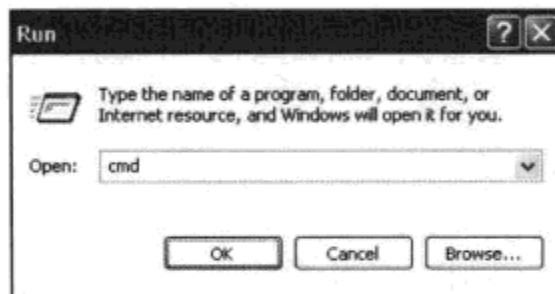 Run
Type the name of a program, folder, document, or
Internet resource, and Windows will open it for you.
Open: cmd
OK Cancel Browse...